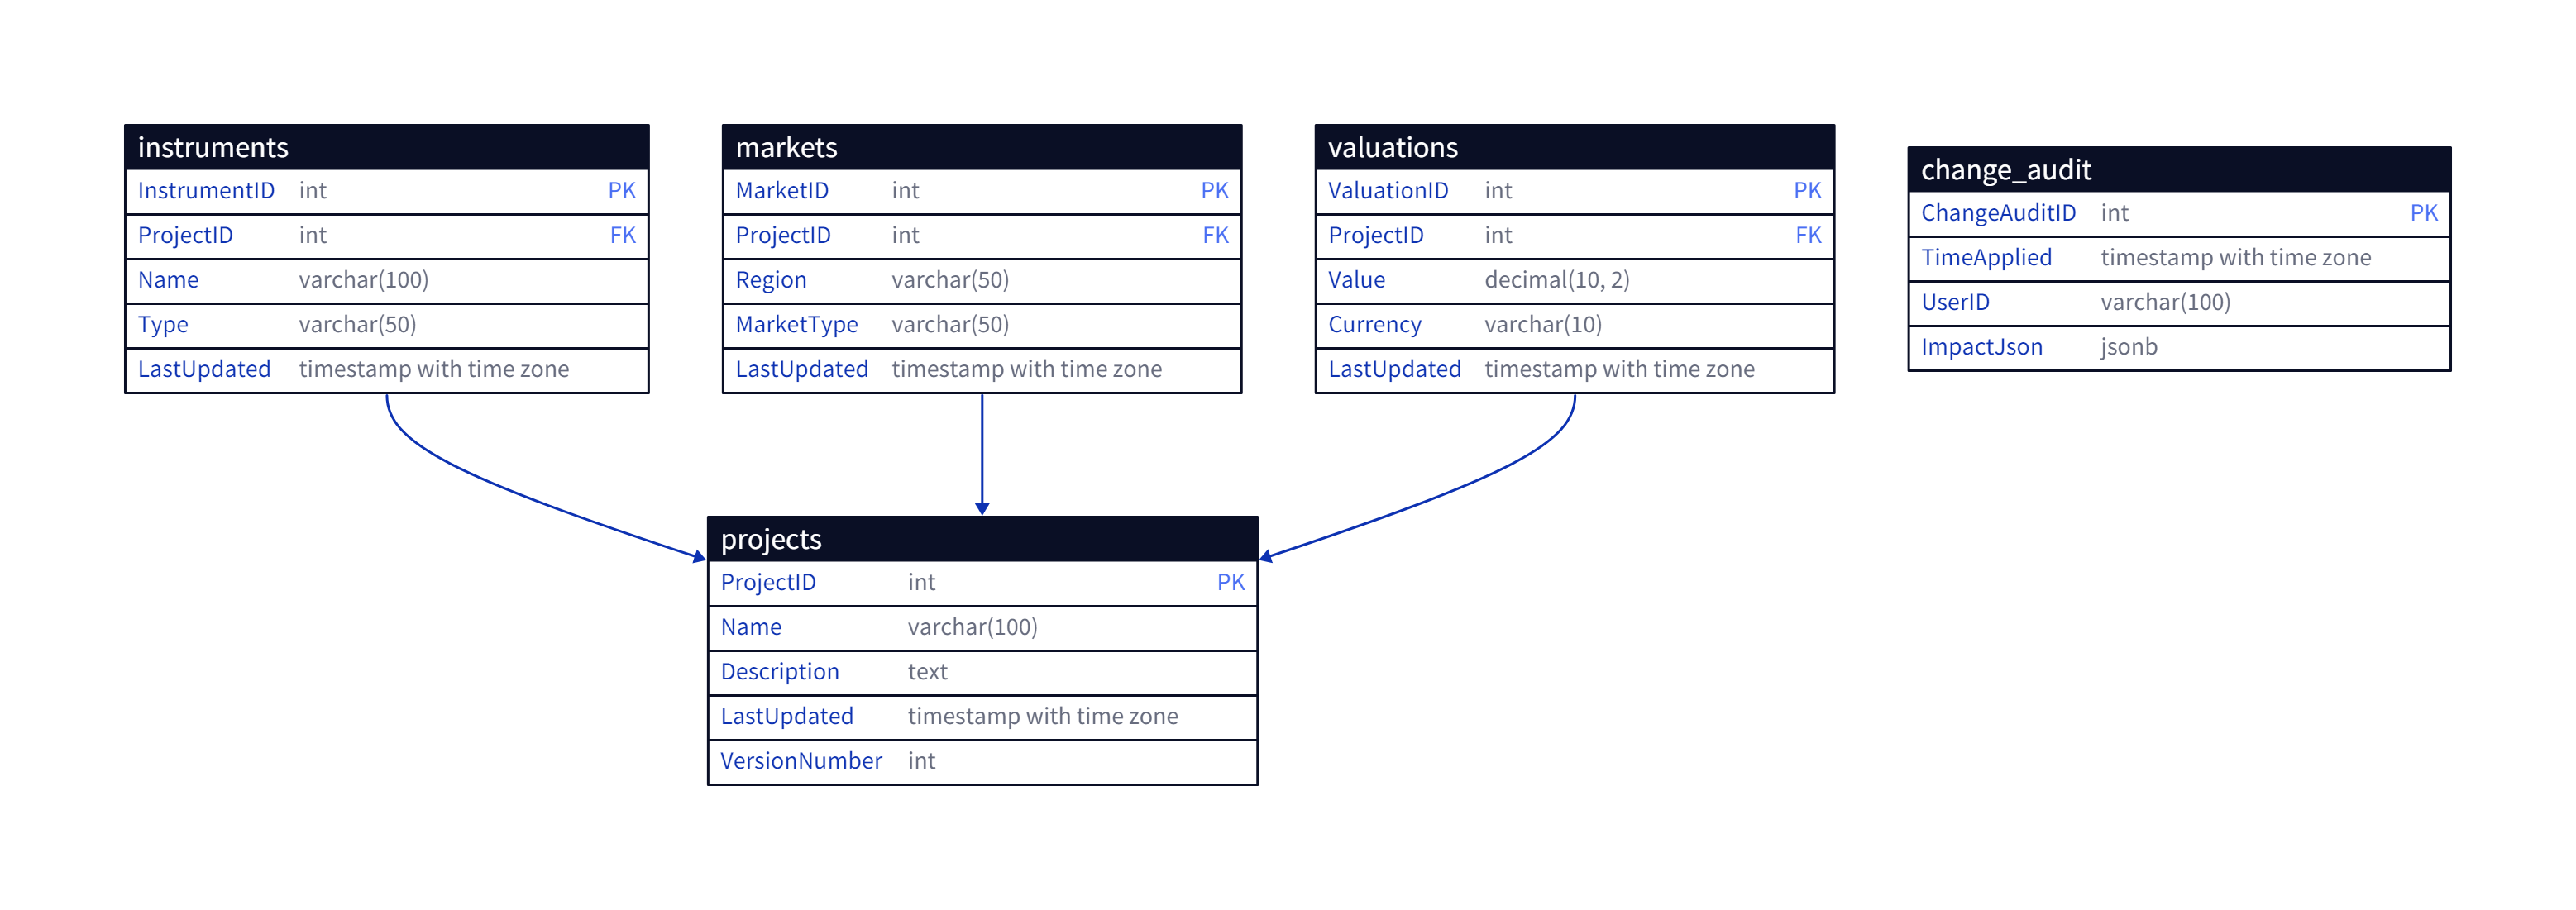 instruments
InstrumentID int PK
ProjectID int FK
Name varchar(100)
Type varchar(50)
LastUpdated timestamp with time zone
markets
MarketID int PK
ProjectID int FK
Region varchar(50)
MarketType varchar(50)
LastUpdated timestamp with time zone
valuations
ValuationID int PK
ProjectID int FK
Value decimal(10, 2)
Currency varchar(10)
LastUpdated timestamp with time zone
change_audit
ChangeAuditID int PK
TimeApplied timestamp with time zone
UserID varchar(100)
ImpactJson jsonb
projects
ProjectID int PK
Name varchar(100)
Description text
LastUpdated timestamp with time zone
VersionNumber int